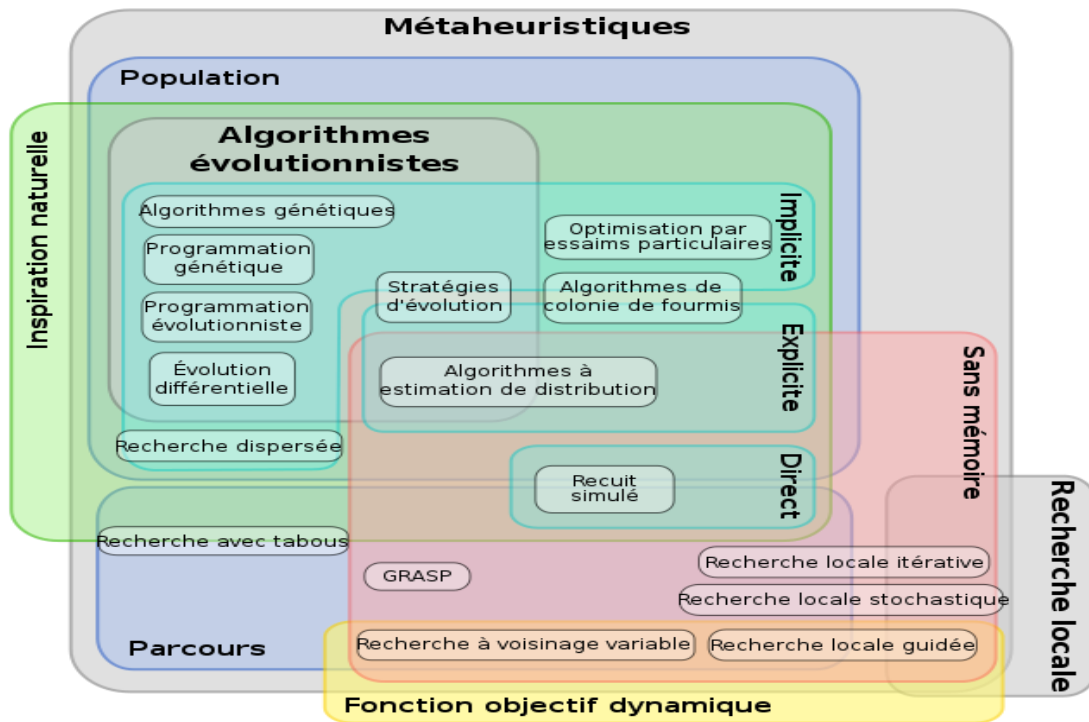 Métaheuristiques
Population
Inspiration naturelle
Algorithmes
évolutionnistes
Implicite
Algorithmes génétiques
Optimisation par
essaims particulaires
Programmation
génétique
Stratégies
d'évolution
Algorithmes de
colonie de fourmis
Programmation
évolutionniste
Explicite
Sans mémoire
Évolution
différentielle
Algorithmes à
estimation de distribution
Recherche dispersée
Direct
Recuit
simulé
Recherche locale
Recherche avec tabous
GRASP
Recherche locale itérative
Recherche locale stochastique
Parcours
Recherche à voisinage variable
Recherche locale guidée
Fonction objectif dynamique